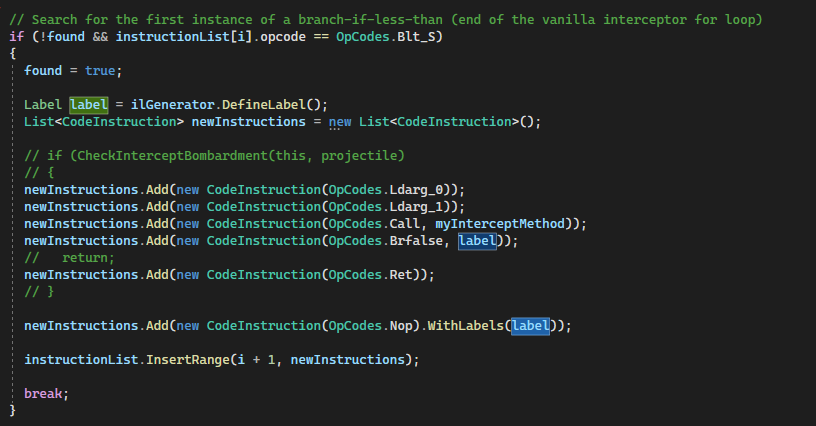 // Search for the first instance of a branch-if-less-than (end of the vanilla interceptor for loop)
if (!found && instructionList[i].opcode == OpCodes.Blt_S)
{
  found = true;

  Label label = ilGenerator.DefineLabel();
  List<CodeInstruction> newInstructions = new List<CodeInstruction>();

  // if (CheckInterceptBombardment(this, projectile)
  // {
  newInstructions.Add(new CodeInstruction(OpCodes.Ldarg_0));
  newInstructions.Add(new CodeInstruction(OpCodes.Ldarg_1));
  newInstructions.Add(new CodeInstruction(OpCodes.Call, myInterceptMethod));
  newInstructions.Add(new CodeInstruction(OpCodes.Brfalse, label));
  //   return;
  newInstructions.Add(new CodeInstruction(OpCodes.Ret));
  // }

  newInstructions.Add(new CodeInstruction(OpCodes.Nop).WithLabels(label));

  instructionList.InsertRange(i + 1, newInstructions);

  break;
}